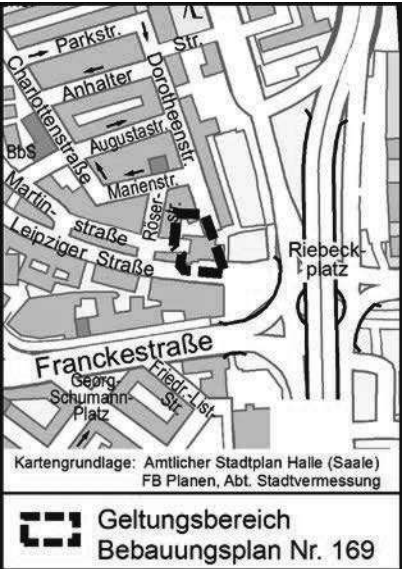 Parkstr.
Str.
Anhalter
Charlottenstraße
Dorotheenstr.
Augustastr.
BbS
Marienstr.
Martin-
straße
Röser-
str.
Leipziger Straße
Riebeck-
platz
Franckestraße
Georg-
Schumann-
Platz
Friedr.-List-
Str.
Kartengrundlage: Amtlicher Stadtplan Halle (Saale)
FB Planen, Abt. Stadtvermessung
Geltungsbereich
Bebauungsplan Nr. 169